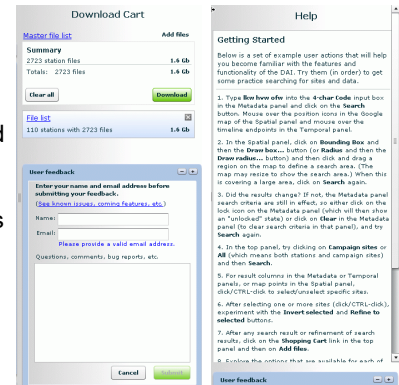 Download Cart
Master file list
Add files
Summary
2723 station files 1.6 Gb
Totals: 2723 files 1.6 Gb
Clear all
Download
File list
110 stations with 2723 files 1.6 Gb
User feedback
Enter your name and email address before
submitting your feedback.
(See known issues, coming features, etc.)
Name:
Email:
Please provide a valid email address.
Questions, comments, bug reports, etc.
Cancel
Submit
Help
Getting Started
Below is a set of example user actions that will help
you become familiar with the features and
functionality of the DAI. Try them (in order) to get
some practice searching for sites and data.
1. Type lkw hvw ofw into the 4-char Code input box
in the Metadata panel and click on the Search
button. Mouse over the position icons in the Google
map of the Spatial panel and mouse over the
timeline endpoints in the Temporal panel.
2. In the Spatial panel, click on Bounding Box and
then the Draw box... button (or Radius and then the
Draw radius... button) and then click and drag a
region on the map to define a search area. (The
map may resize to show the search area.) When this
is covering a large area, click on Search again.
3. Did the results change? If not, the Metadata panel
search criteria are still in effect, so either click on the
lock icon on the Metadata panel (which will then show
an "unlocked" state) or click on Clear in the Metadata
panel (to clear search criteria in that panel), and try
Search again.
4. In the top panel, try clicking on Campaign sites or
All (which means both stations and campaign sites)
and then Search.
5. For result columns in the Metadata or Temporal
panels, or map points in the Spatial panel,
click/CTRL-click to select/unselect specific sites.
6. After selecting one or more sites (click/CTRL-click),
experiment with the Invert selected and Refine to
selected buttons.
7. After any search result or refinement of search
results, click on the Shopping Cart link in the top
panel and then on Add files.
8. Explore the options that are available for each of
User feedback